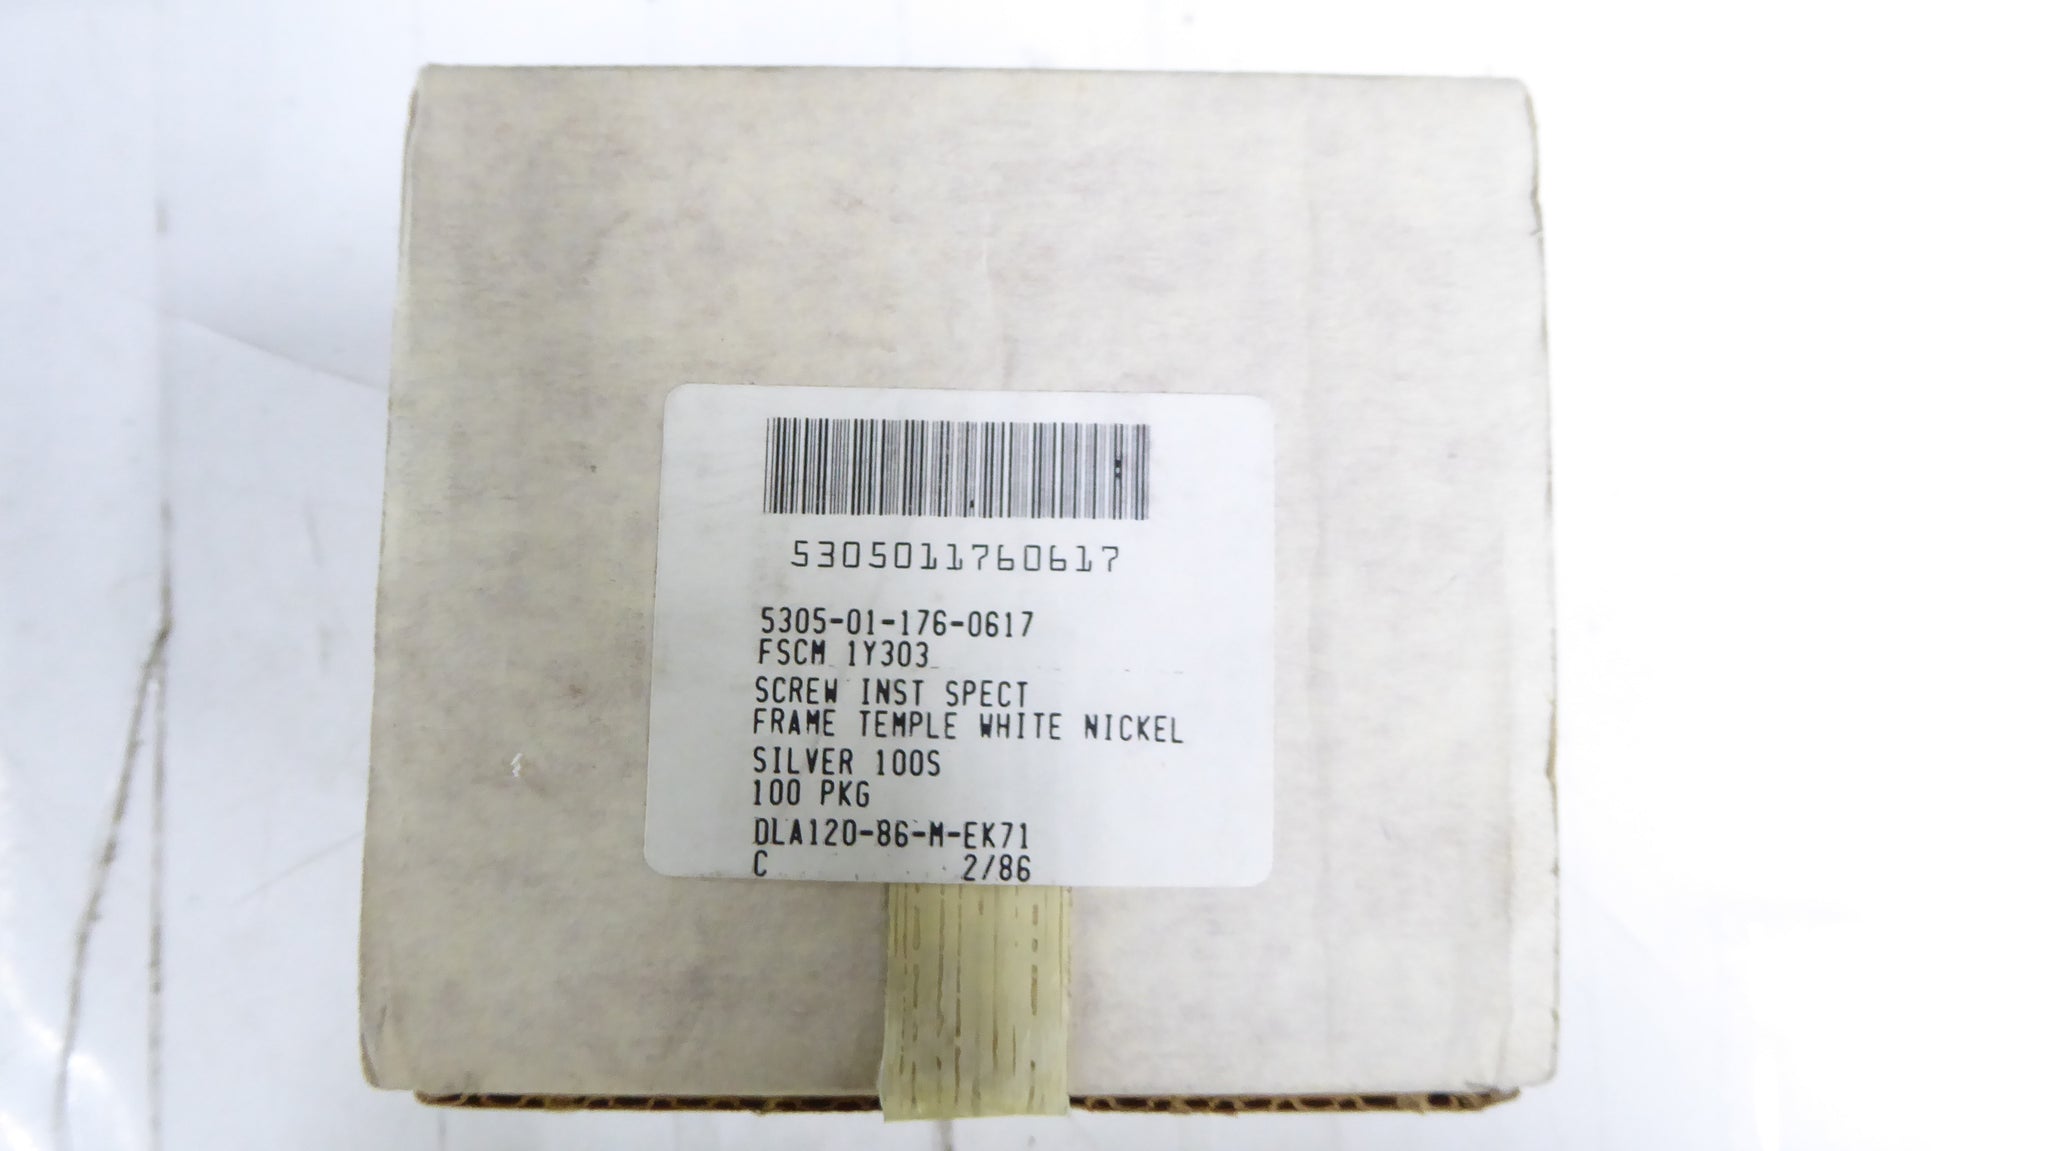 5305011760617
5305-01-176-0617
FSCM 1Y303
SCREW INST SPECT
FRAME TEMPLE WHITE NICKEL
SILVER 100S
100 PKG
DLA120-86-M-EK71
C 2/86